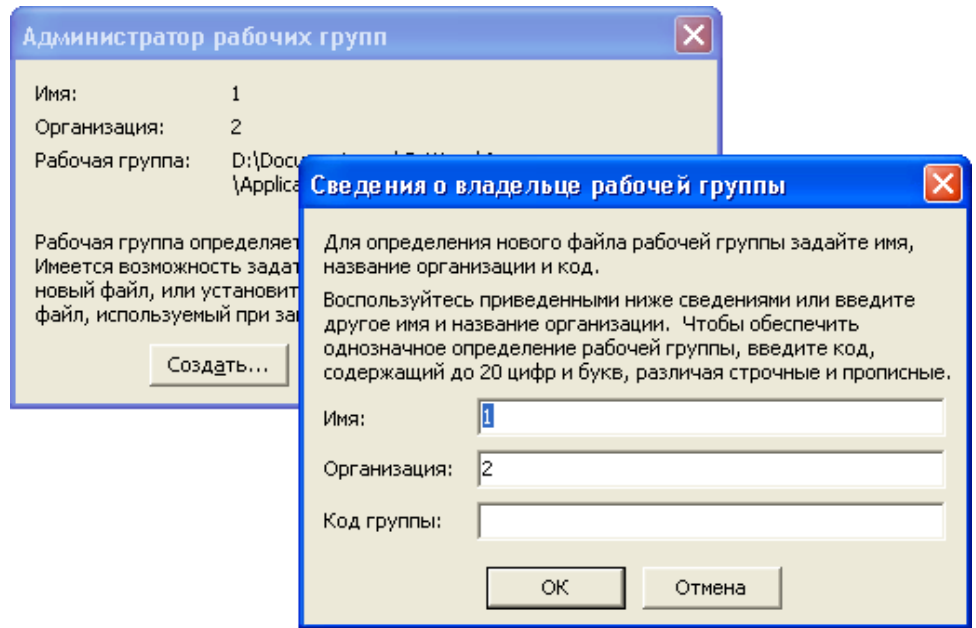 Администратор рабочих групп
Имя: 1
Организация: 2
Рабочая группа: D:\Docu
\Applica
Рабочая группа определяет
Имеется возможность задат
новый файл, или установит
файл, используемый при за
Создать...
Сведения о владельце рабочей группы
Для определения нового файла рабочей группы задайте имя,
название организации и код.
Воспользуйтесь приведенными ниже сведениями или введите
другое имя и название организации. Чтобы обеспечить
однозначное определение рабочей группы, введите код,
содержащий до 20 цифр и букв, различая строчные и прописные.
Имя: 1
Организация: 2
Код группы:
ОК Отмена